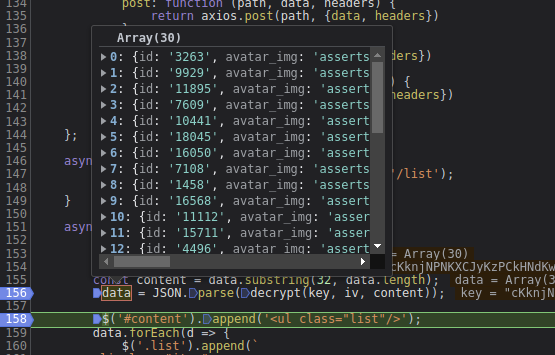 134 post: function (path, data, headers) {
135 return axios.post(path, {data, headers})
136
137
138 eaders})
139
140 ) {
141 eaders})
142
143
144 };
145
146 asyn
147 '/list');
148
149 }
150
151 asyn
Array(30)
0: {id: '3263', avatar_img: 'asserts
1: {id: '9929', avatar_img: 'asserts
2: {id: '11895', avatar_img: 'assert
3: {id: '7609', avatar_img: 'asserts
4: {id: '10441', avatar_img: 'assert
5: {id: '18045', avatar_img: 'assert
6: {id: '16050', avatar_img: 'assert
7: {id: '7108', avatar_img: 'asserts
8: {id: '1458', avatar_img: 'asserts
9: {id: '16568', avatar_img: 'assert
10: {id: '11112', avatar_img: 'asser
11: {id: '15711', avatar_img: 'asser
12: {id: '4496', avatar_img: 'assert
152
153 = Array(30)
154 cKknjNPNKXCJyKzPCkHNdKw
155 const content = data.substring(32, data.length); data = Array(3
156 data = JSON.parse(decrypt(key, iv, content)); key = "cKknjN
157
158 $('#content').append('<ul class="list"/>');
159 data.forEach(d => {
160 $('.list').append(`